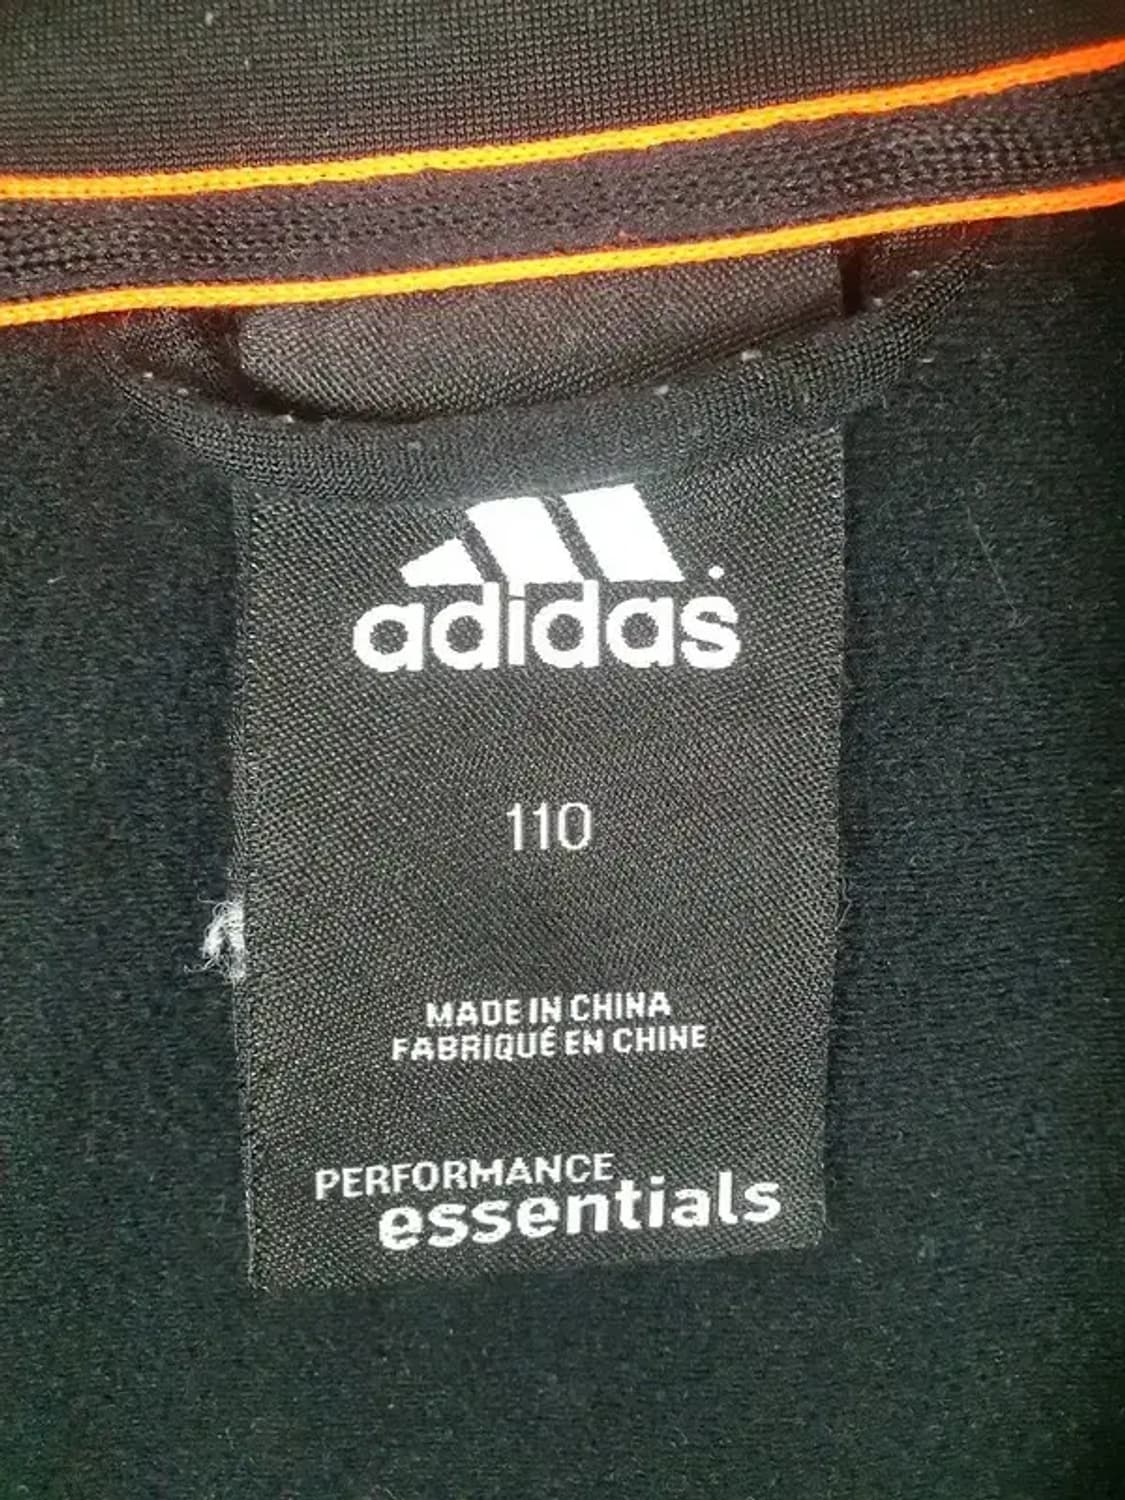 adidas
110
MADE IN CHINA
FABRIQUÉ EN CHINE
PERFORMANCE
essentials